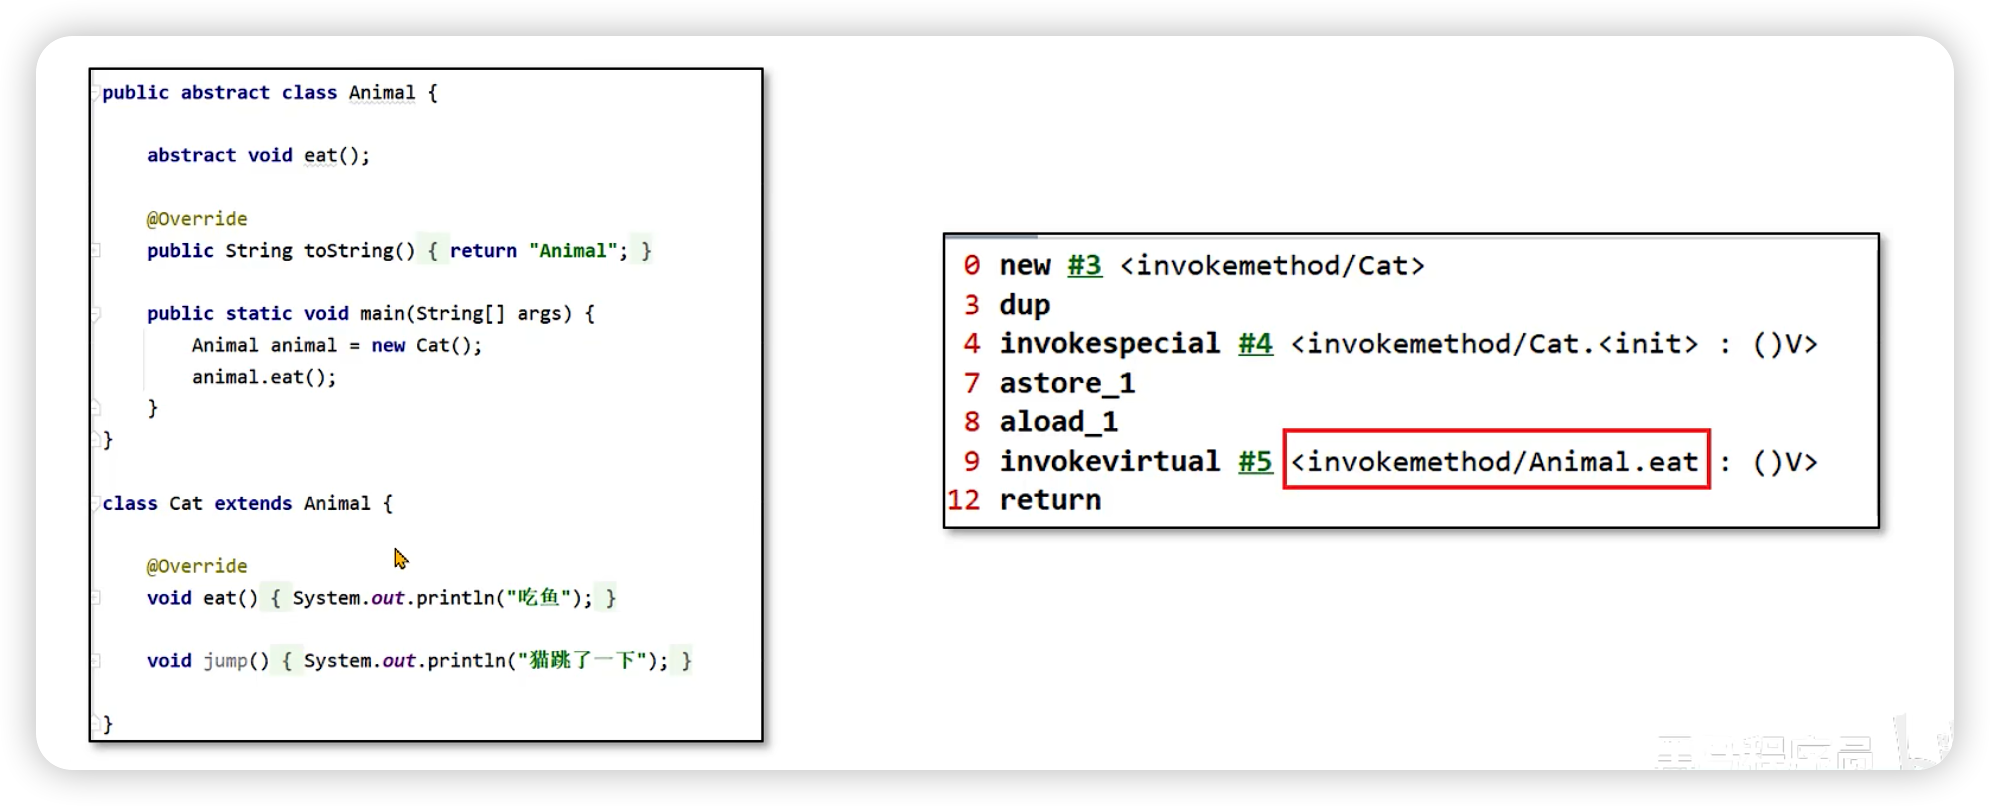 public abstract class Animal {
abstract void eat();
@Override
public String toString() { return "Animal"; }
public static void main(String[] args) {
Animal animal = new Cat();
animal.eat();
}
}
class Cat extends Animal {
@Override
void eat() { System.out.println("吃鱼"); }
void jump() { System.out.println("猫跳了一下"); }
}
0 new #3 <invokemethod/Cat>
3 dup
4 invokespecial #4 <invokemethod/Cat.<init> : ()V>
7 astore_1
8 aload_1
9 invokevirtual #5 <invokemethod/Animal.eat : ()V>
12 return
程序员